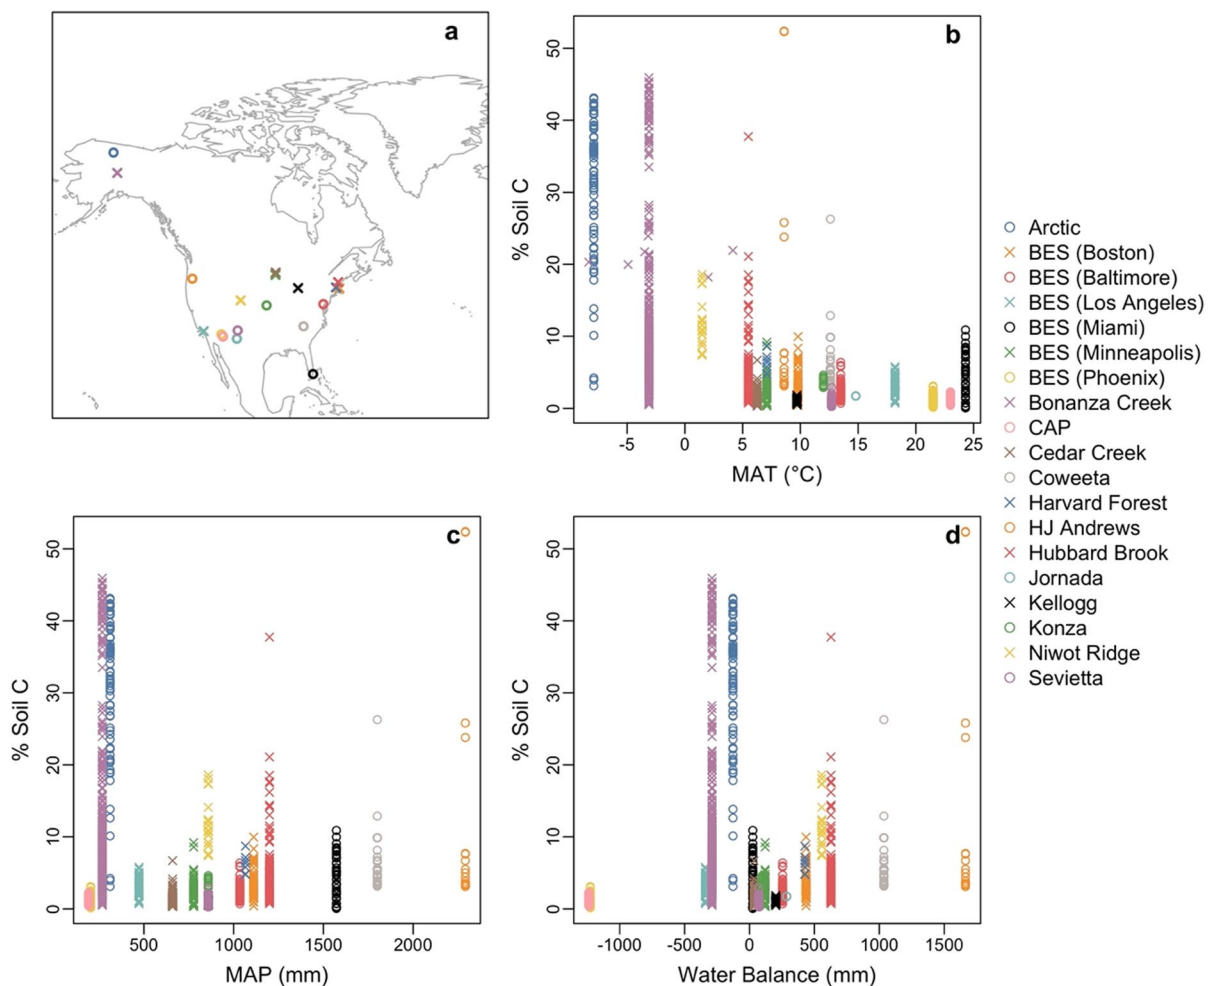 a
b
50
40
30
20
10
0
% Soil C
-5
0
5
10
15
20
25
MAT (°C)
Arctic
BES (Boston)
BES (Baltimore)
BES (Los Angeles)
BES (Miami)
BES (Minneapolis)
BES (Phoenix)
Bonanza Creek
CAP
Cedar Creek
Coweeta
Harvard Forest
HJ Andrews
Hubbard Brook
Jornada
Kellogg
Konza
Niwot Ridge
Sevietta
c
50
40
30
20
10
0
% Soil C
500
1000
1500
2000
MAP (mm)
d
50
40
30
20
10
0
% Soil C
-1000
-500
0
500
1000
1500
Water Balance (mm)